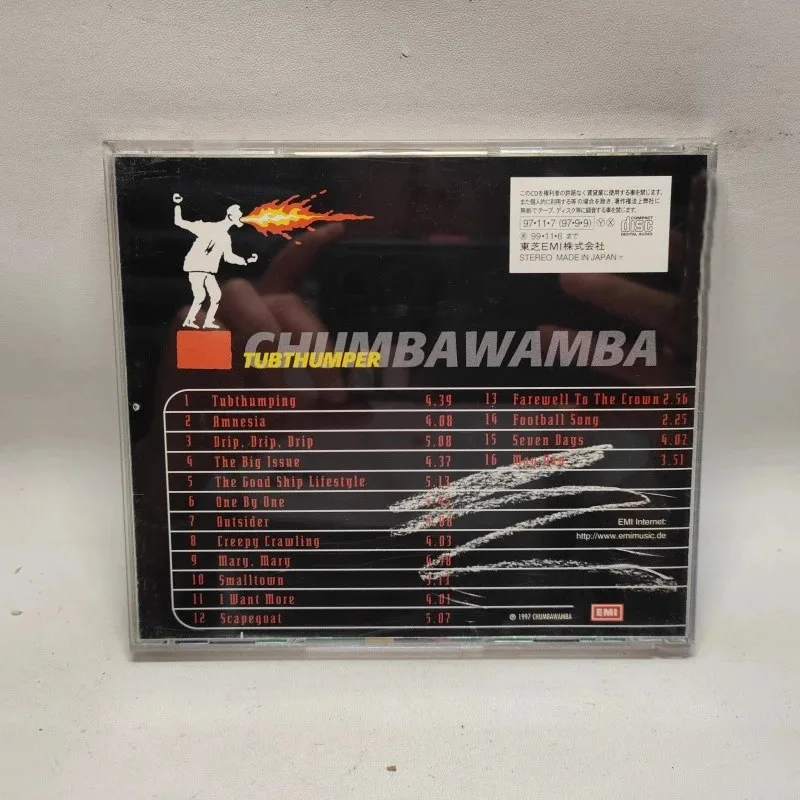 このCDを権利者の許諾なく賃貸業に使用する事を禁じます。
また個人的に利用する等の場合を除き、著作権法上弊社に
無断でテープ、ディスク等に録音する事を禁じます。
97・11・7 (97・9・9) Ⓨ Ⓧ
Ⓧ 99・11・6 まで
COMPACT
disc
DIGITAL AUDIO
東芝EMI株式会社
STEREO MADE IN JAPAN
CHUMBAWAMBA
TUBTHUMPER
1 Tubthumping 4.39
2 Amnesia 4.08
3 Drip, Drip, Drip 5.08
4 The Big Issue 4.37
5 The Good Ship Lifestyle 5.13
6 One By One
7 Outsider
8 Creepy Crawling 4.03
9 Mary, Mary
10 Smalltown
11 I Want More 4.01
12 Scapegoat 5.07
13 Farewell To The Crown 2.56
14 Football Song 2.25
15 Seven Days 4.02
16 3.51
EMI Internet:
http://www.emimusic.de
℗ 1997 CHUMBAWAMBA
EMI